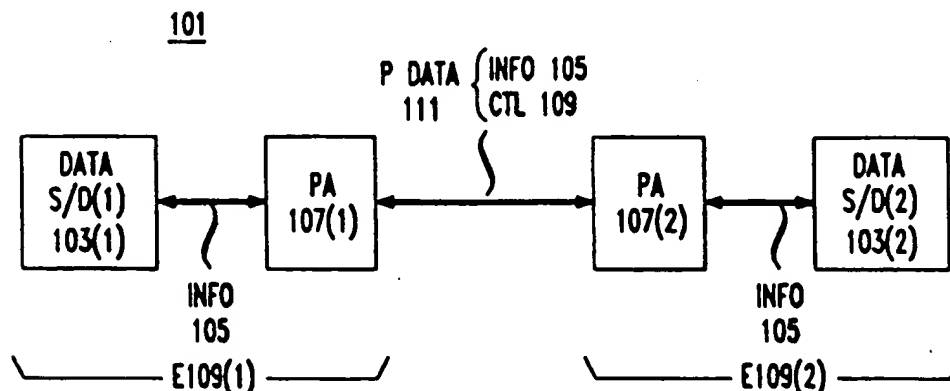 101
P DATA
111
INFO 105
CTL 109
DATA
S/D(1)
103(1)
PA
107(1)
PA
107(2)
DATA
S/D(2)
103(2)
INFO
105
INFO
105
E109(1)
E109(2)